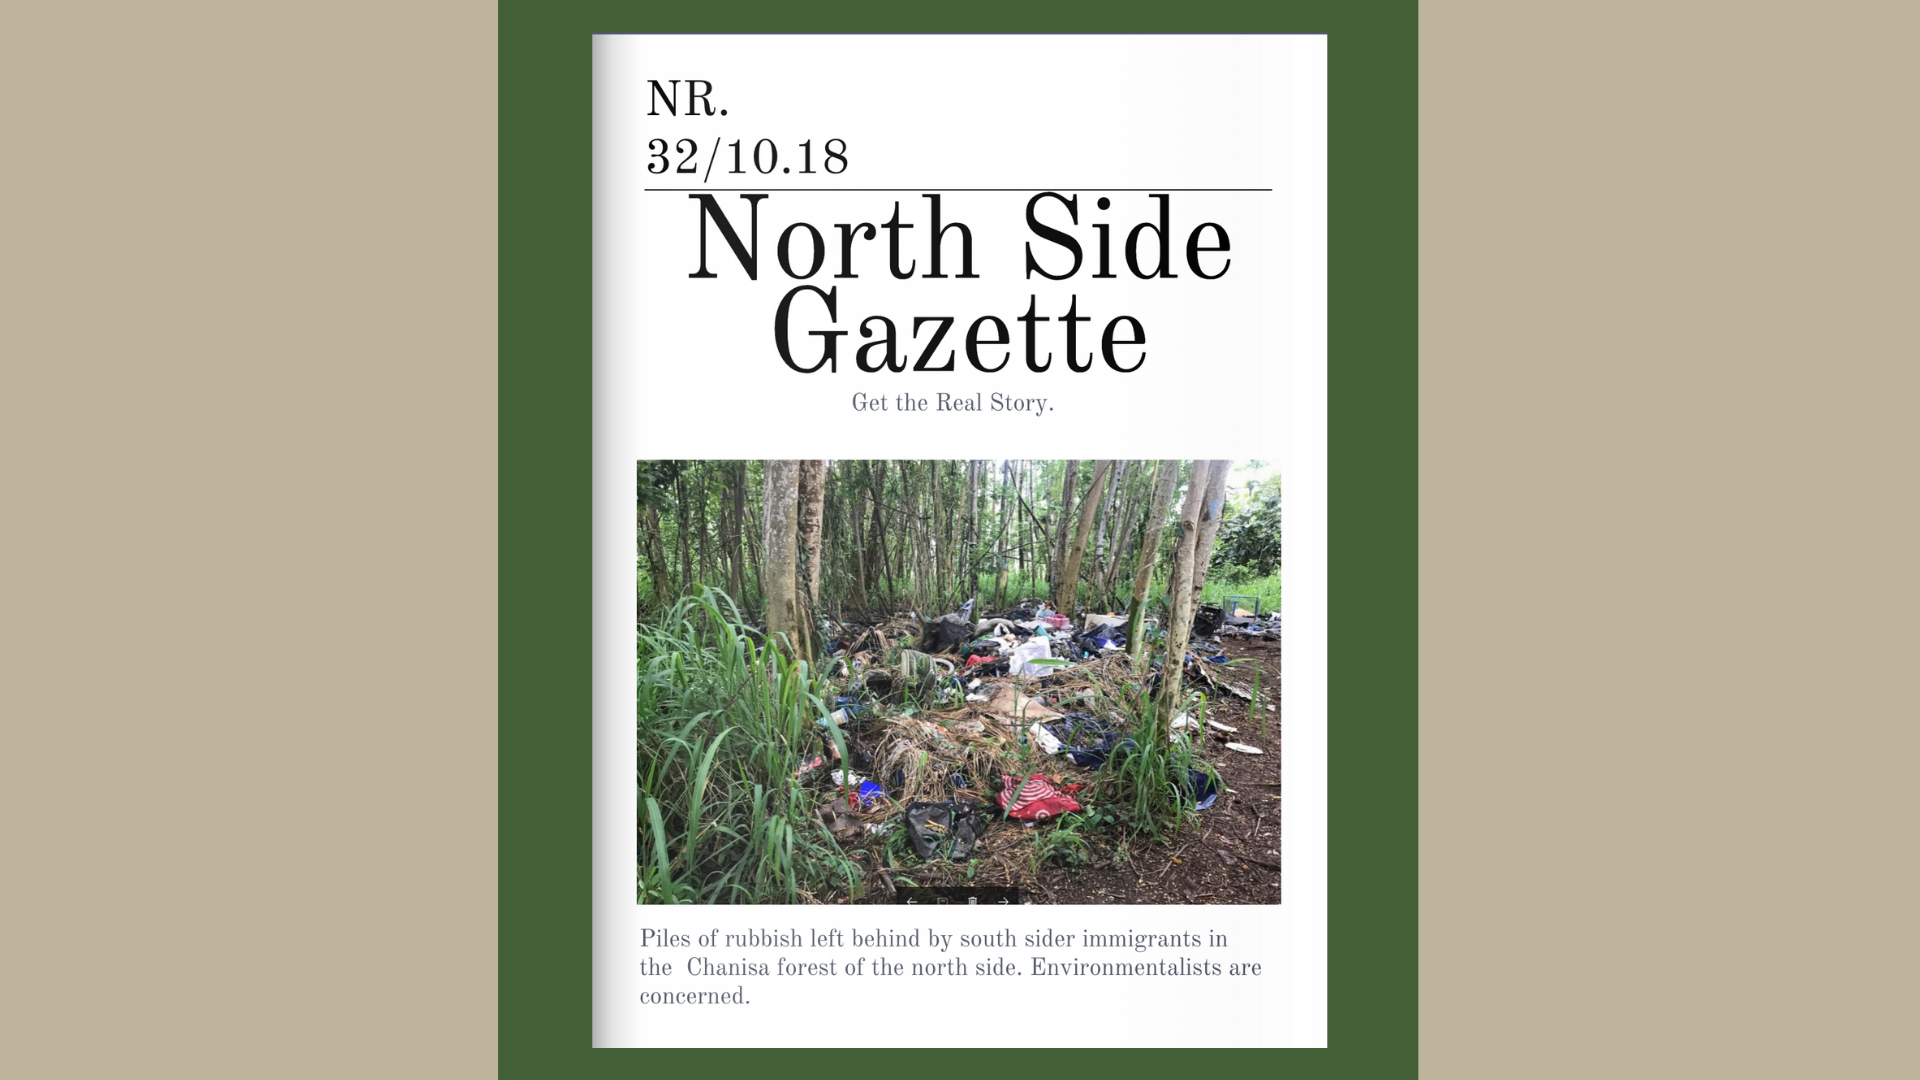 NR.
32/10.18
North Side
Gazette
Get the Real Story.
Piles of rubbish left behind by south sider immigrants in
the Chanisa forest of the north side. Environmentalists are
concerned.